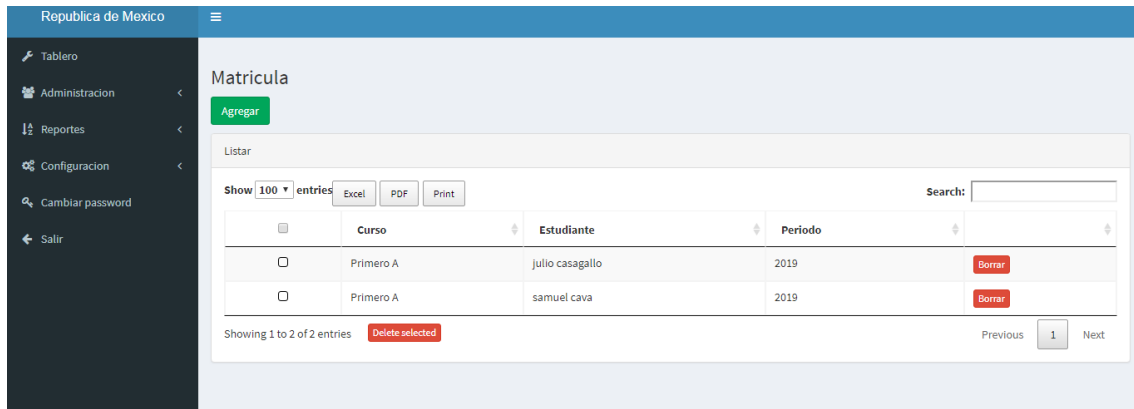 Republica de Mexico
Tablero
Administracion
Reportes
Configuracion
Cambiar password
Salir
Matricula
Agregar
Listar
Show 100 entries Excel PDF Print Search:
Curso Estudiante Periodo
Primero A julio casagallo 2019 Borrar
Primero A samuel cava 2019 Borrar
Showing 1 to 2 of 2 entries Delete selected Previous 1 Next